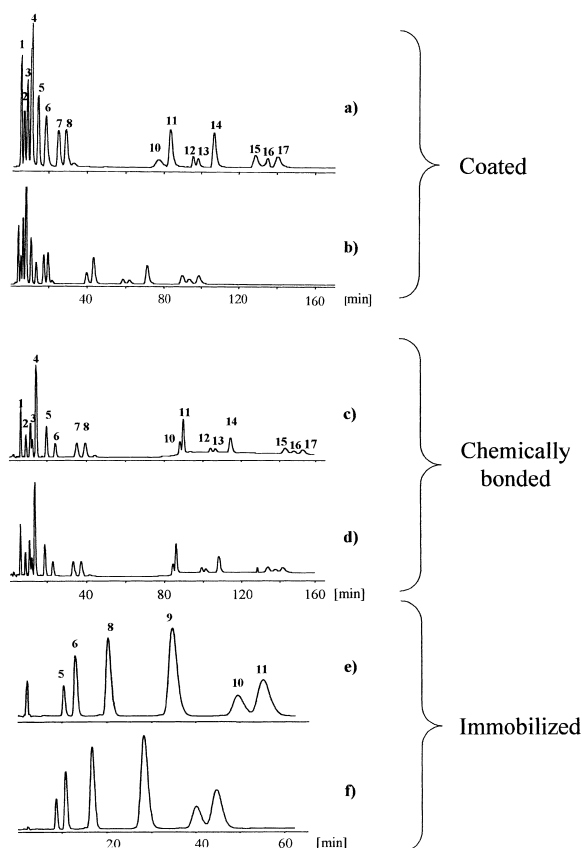 4
1
3
2
5
6
7 8
10
11
12 13
14
15 16 17
a)
Coated
b)
40 80 120 160 [min]
4
1
2 3
5
6
7 8
10
11
12 13
14
15 16 17
c)
Chemically
bonded
d)
40 80 120 160 [min]
5
6
8
9
10
11
e)
Immobilized
f)
20 40 60 [min]